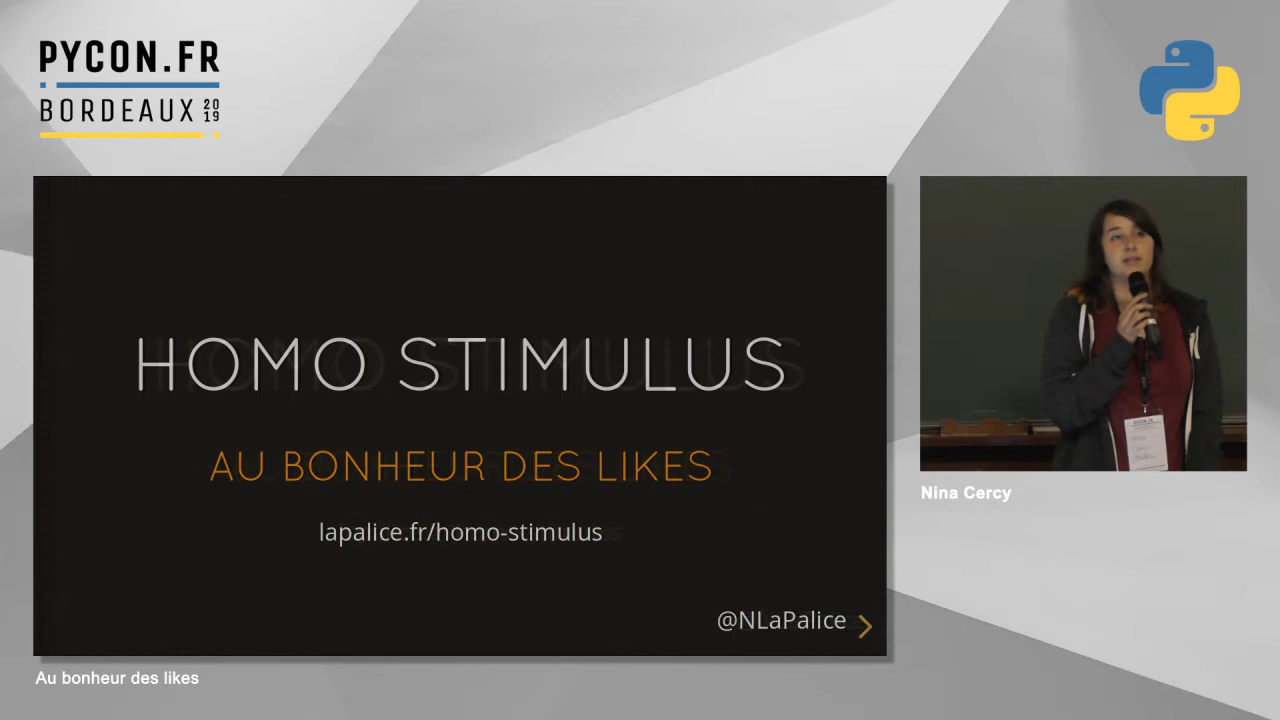 PYCON.FR
BORDEAUX 2019
HOMO STIMULUS
AU BONHEUR DES LIKES
lapalice.fr/homo-stimulus
@NLaPalice
Nina Cercy
Au bonheur des likes